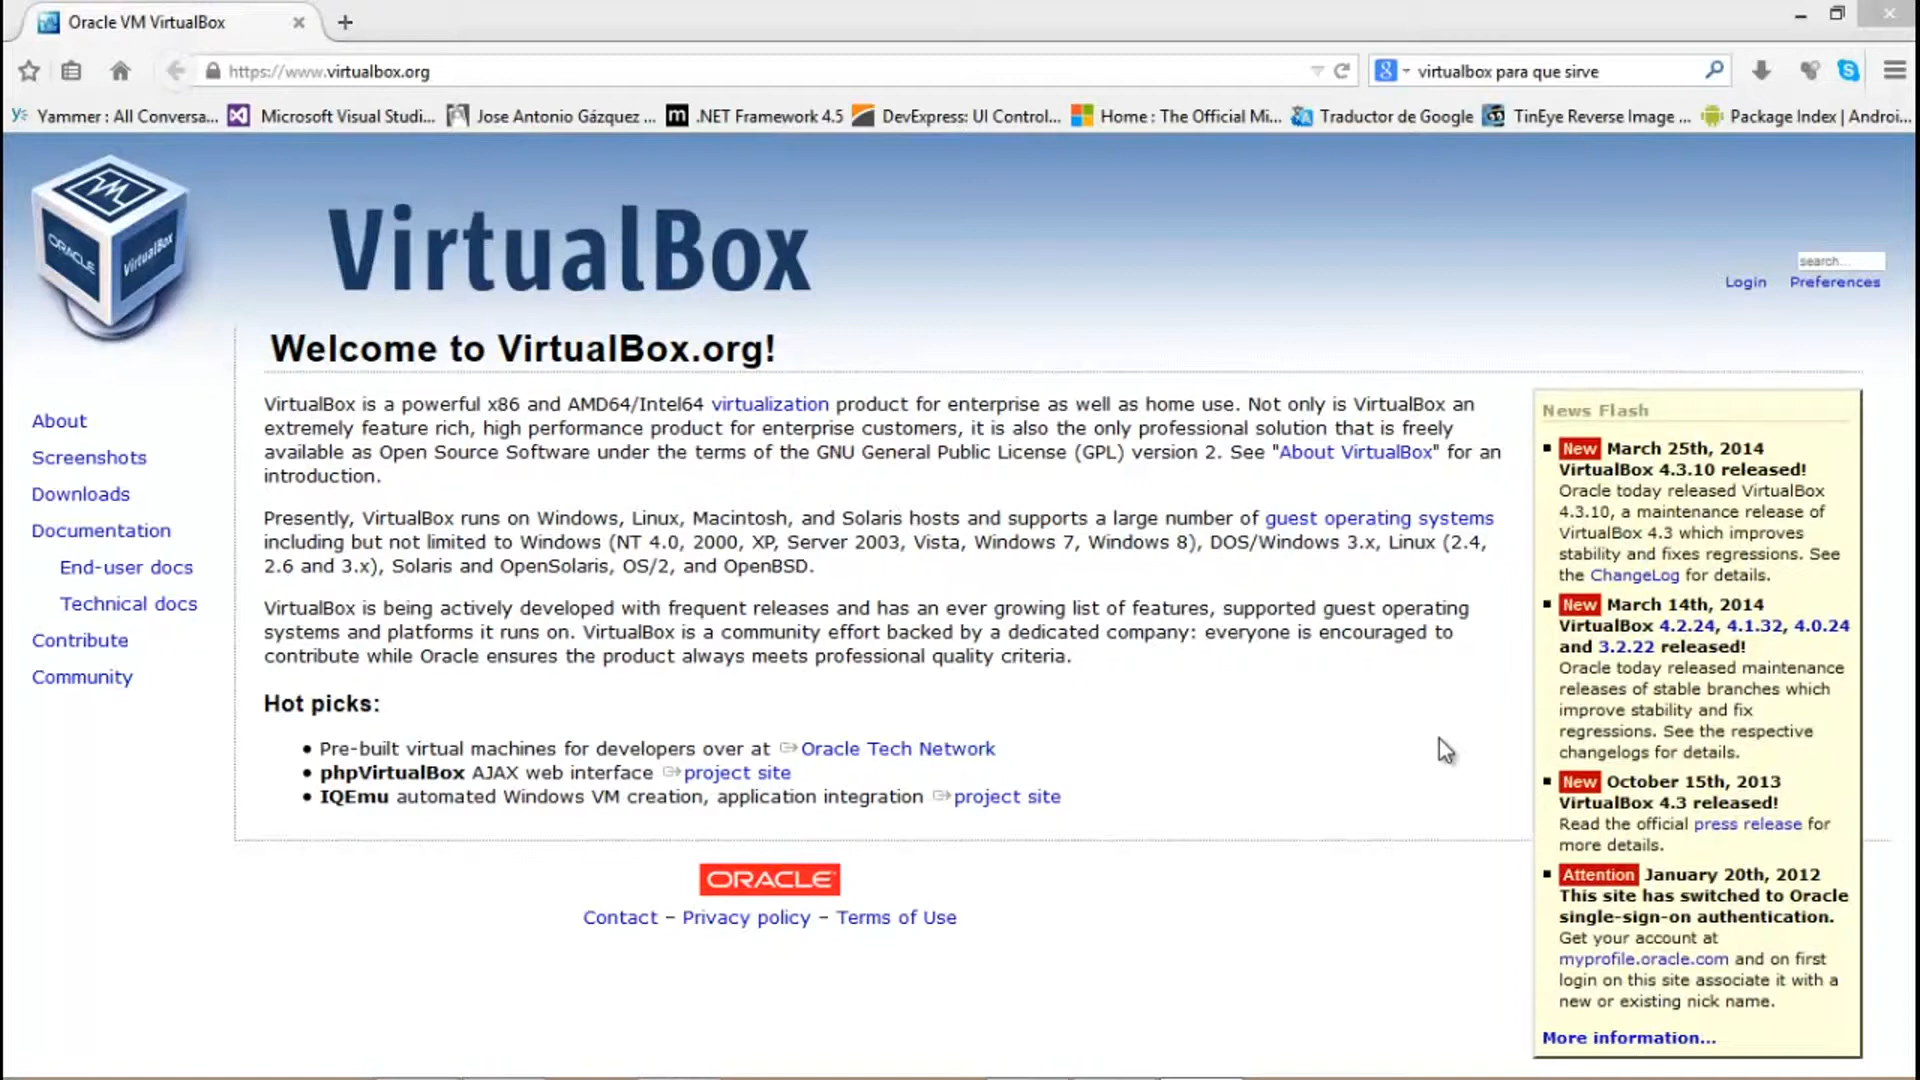 Oracle VM VirtualBox
https://www.virtualbox.org
virtualbox para que sirve
Yammer : All Conversa...
Microsoft Visual Studi...
Jose Antonio Gázquez ...
.NET Framework 4.5
DevExpress: UI Control...
Home : The Official Mi...
Traductor de Google
TinEye Reverse Image ...
Package Index | Androi...
ORACLE
VirtualBox
VirtualBox
search...
Login
Preferences
Welcome to VirtualBox.org!
About
Screenshots
Downloads
Documentation
End-user docs
Technical docs
Contribute
Community
VirtualBox is a powerful x86 and AMD64/Intel64 virtualization product for enterprise as well as home use. Not only is VirtualBox an
extremely feature rich, high performance product for enterprise customers, it is also the only professional solution that is freely
available as Open Source Software under the terms of the GNU General Public License (GPL) version 2. See "About VirtualBox" for an
introduction.
Presently, VirtualBox runs on Windows, Linux, Macintosh, and Solaris hosts and supports a large number of guest operating systems
including but not limited to Windows (NT 4.0, 2000, XP, Server 2003, Vista, Windows 7, Windows 8), DOS/Windows 3.x, Linux (2.4,
2.6 and 3.x), Solaris and OpenSolaris, OS/2, and OpenBSD.
VirtualBox is being actively developed with frequent releases and has an ever growing list of features, supported guest operating
systems and platforms it runs on. VirtualBox is a community effort backed by a dedicated company: everyone is encouraged to
contribute while Oracle ensures the product always meets professional quality criteria.
Hot picks:
• Pre-built virtual machines for developers over at Oracle Tech Network
• phpVirtualBox AJAX web interface project site
• IQEmu automated Windows VM creation, application integration project site
News Flash
New March 25th, 2014
VirtualBox 4.3.10 released!
Oracle today released VirtualBox
4.3.10, a maintenance release of
VirtualBox 4.3 which improves
stability and fixes regressions. See
the ChangeLog for details.
New March 14th, 2014
VirtualBox 4.2.24, 4.1.32, 4.0.24
and 3.2.22 released!
Oracle today released maintenance
releases of stable branches which
improve stability and fix
regressions. See the respective
changelogs for details.
New October 15th, 2013
VirtualBox 4.3 released!
Read the official press release for
more details.
Attention January 20th, 2012
This site has switched to Oracle
single-sign-on authentication.
Get your account at
myprofile.oracle.com and on first
login on this site associate it with a
new or existing nick name.
More information...
ORACLE
Contact – Privacy policy – Terms of Use